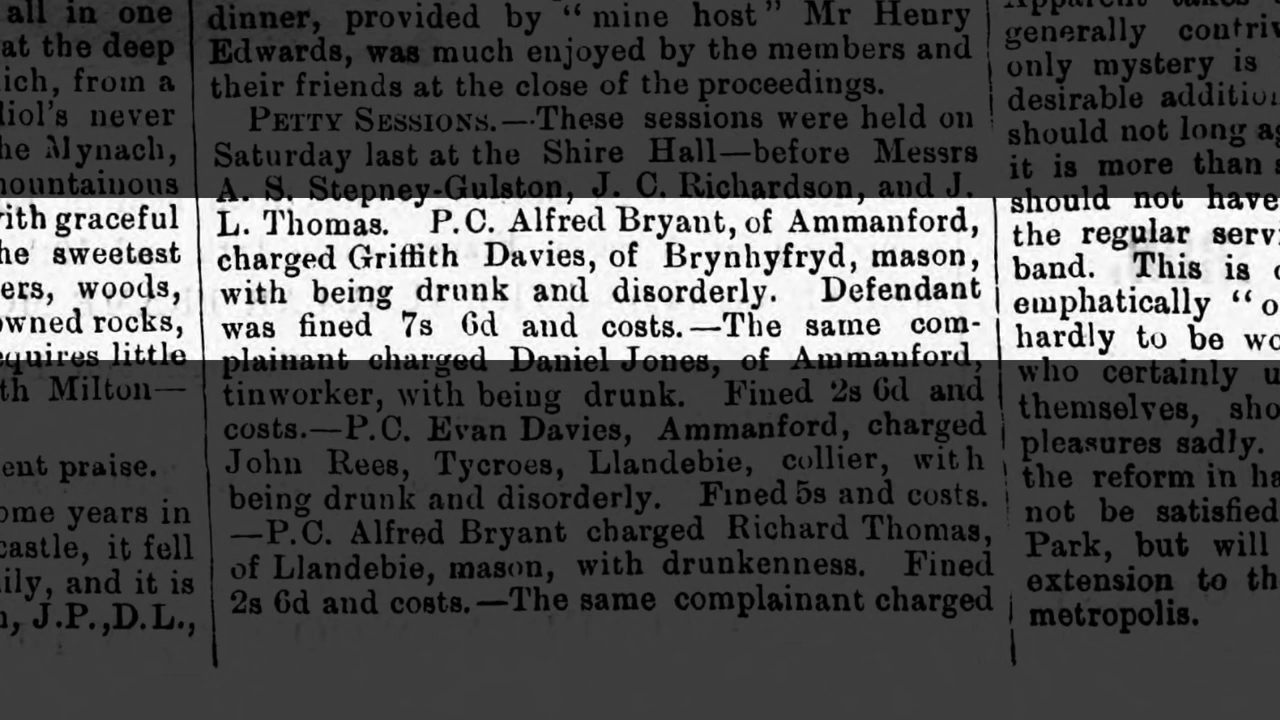 all in one
at the deep
ich, from a
liol's never
he Mynach,
nountainous
ith graceful
he sweetest
ers, woods,
owned rocks,
equires little
th Milton—
ent praise.
ome years in
castle, it fell
ily, and it is
J.P.,D.L.,
dinner, provided by “mine host” Mr Henry
Edwards, was much enjoyed by the members and
their friends at the close of the proceedings.
PETTY SESSIONS.—These sessions were held on
Saturday last at the Shire Hall—before Messrs
A. S. Stepney-Gulston, J. C. Richardson, and J.
L. Thomas. P.C. Alfred Bryant, of Ammanford,
charged Griffith Davies, of Brynhyfryd, mason,
with being drunk and disorderly. Defendant
was fined 7s 6d and costs.—The same com-
plainant charged Daniel Jones, of Ammanford,
tinworker, with being drunk. Fined 2s 6d and
costs.—P.C. Evan Davies, Ammanford, charged
John Rees, Tycroes, Llandebie, collier, with
being drunk and disorderly. Fined 5s and costs.
—P.C. Alfred Bryant charged Richard Thomas,
of Llandebie, mason, with drunkenness. Fined
2s 6d and costs.—The same complainant charged
generally contriv
only mystery is
desirable addition
should not long ag
it is more than
should not have
the regular servi
band. This is
emphatically “o
hardly to be wo
who certainly u
themselves, sho
pleasures sadly.
the reform in ha
not be satisfied
Park, but will
extension to th
metropolis.